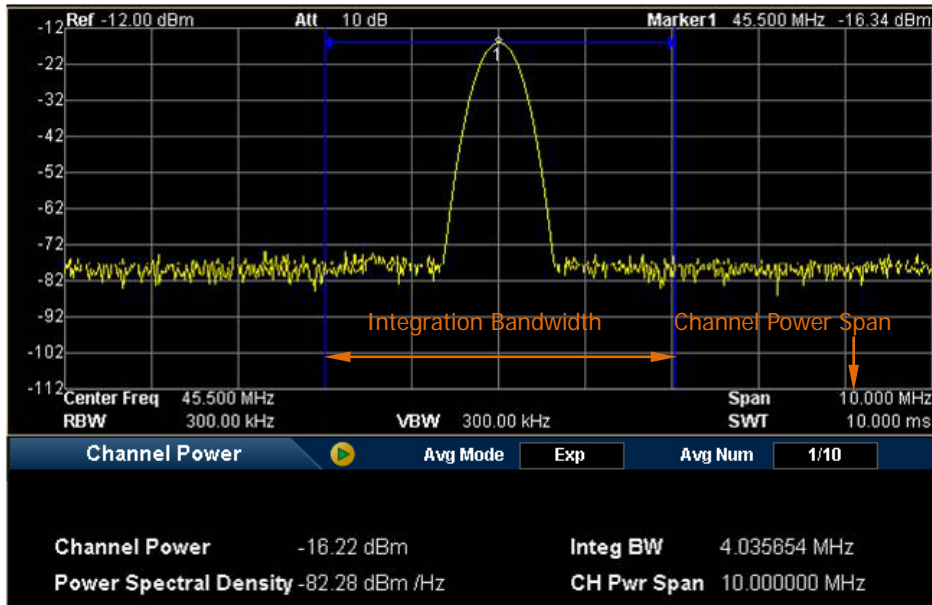 Ref -12.00 dBm Att 10 dB Marker1 45.500 MHz -16.34 dBm
-12
1
-22
-32
-42
-52
-62
-72
-82
-92
Integration Bandwidth Channel Power Span
-102
-112
Center Freq 45.500 MHz Span 10.000 MHz
RBW 300.00 kHz VBW 300.00 kHz SWT 10.000 ms
Channel Power Avg Mode Exp Avg Num 1/10
Channel Power -16.22 dBm Integ BW 4.035654 MHz
Power Spectral Density -82.28 dBm /Hz CH Pwr Span 10.000000 MHz